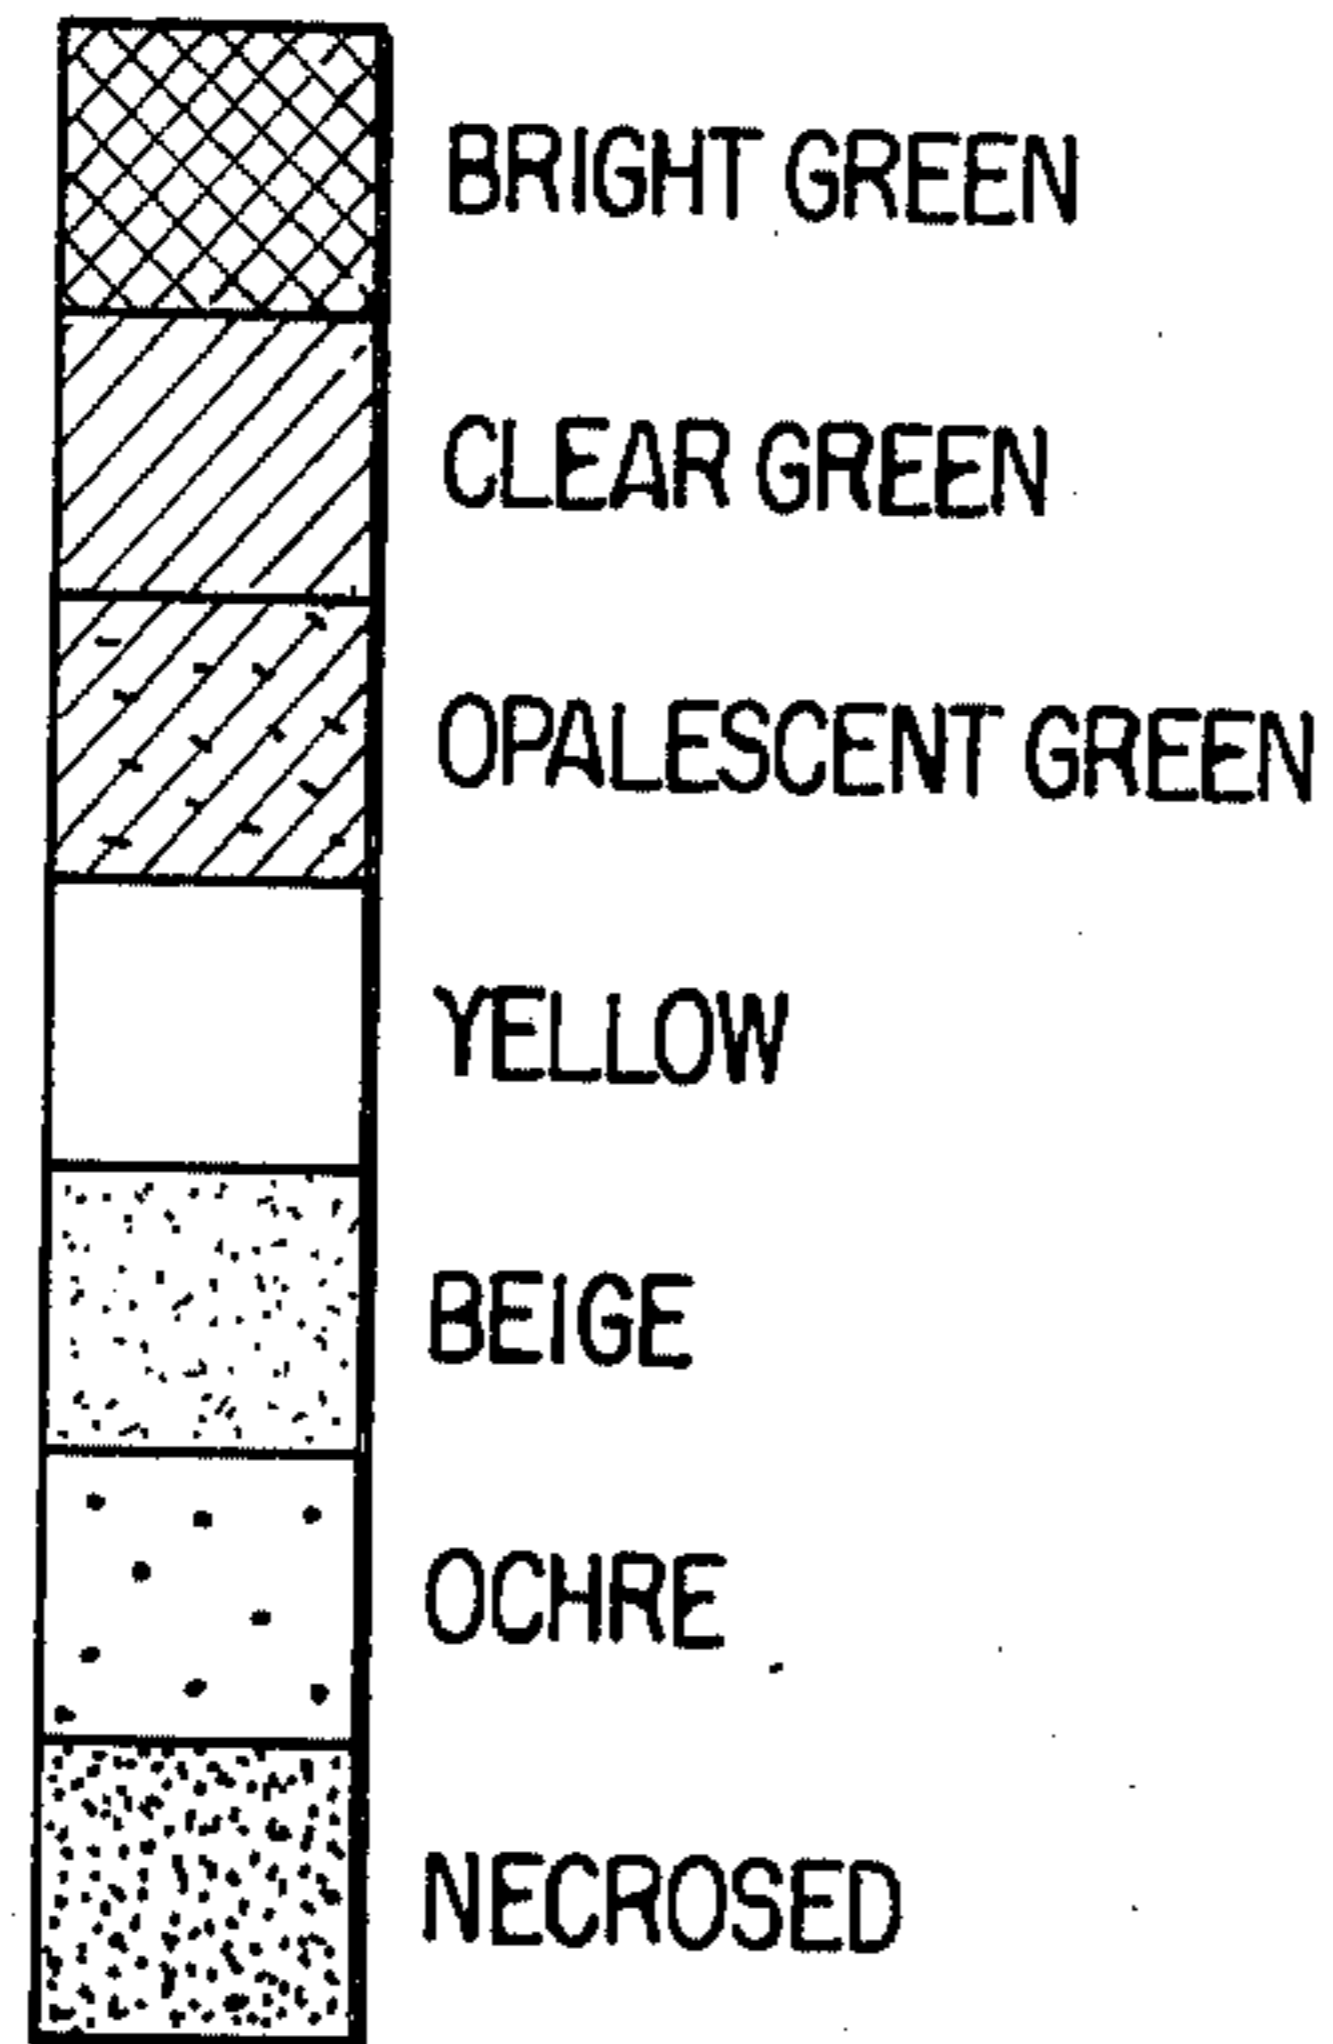 BRIGHT GREEN
CLEAR GREEN
OPALESCENT GREEN
YELLOW
BEIGE
OCHRE
NECROSED